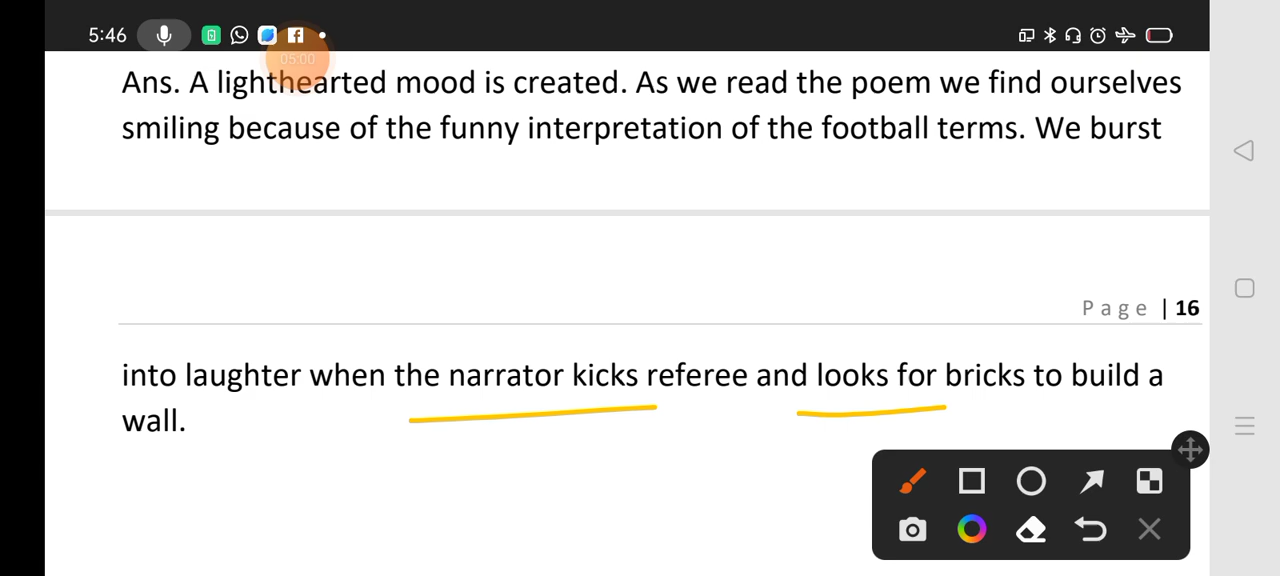 5:46
05:00
Ans. A lighthearted mood is created. As we read the poem we find ourselves
smiling because of the funny interpretation of the football terms. We burst
Page | 16
into laughter when the narrator kicks referee and looks for bricks to build a
wall.